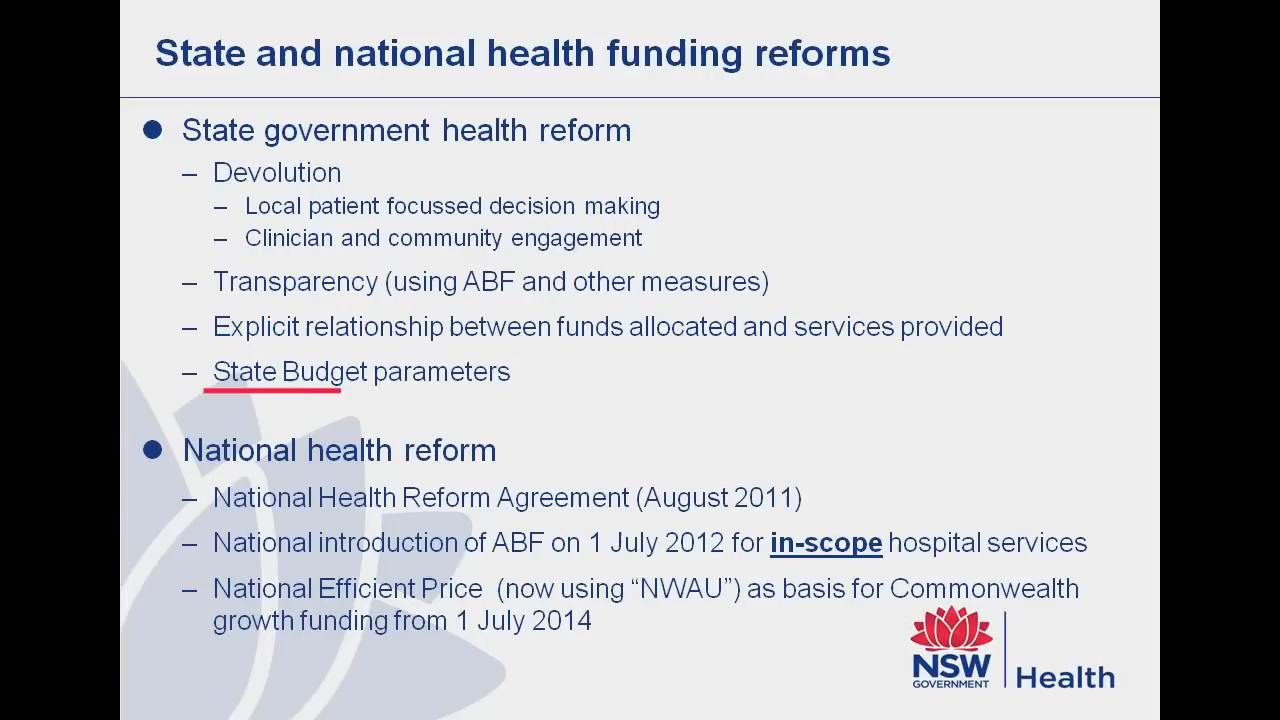 State and national health funding reforms
● State government health reform
– Devolution
– Local patient focussed decision making
– Clinician and community engagement
– Transparency (using ABF and other measures)
– Explicit relationship between funds allocated and services provided
– State Budget parameters
● National health reform
– National Health Reform Agreement (August 2011)
– National introduction of ABF on 1 July 2012 for in-scope hospital services
– National Efficient Price (now using “NWAU”) as basis for Commonwealth
growth funding from 1 July 2014
NSW
GOVERNMENT
Health